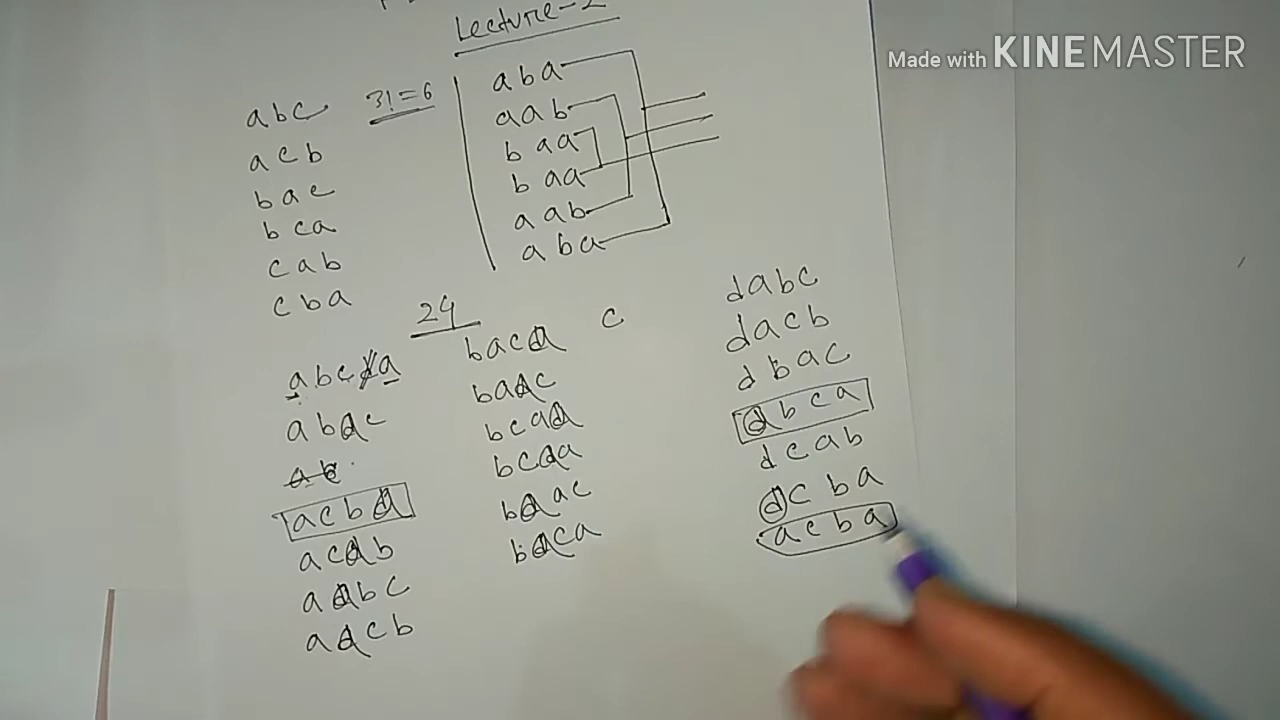 Lecture-2
Made with KINEMASTER
abc 3!=6
acb
bac
bca
cab
cba
aba
aab
baa
baa
aab
aba
24
abcda
abdc
acbd
acdb
adbc
adcb
bacd
badc
bcad
bcda
bdac
bdca
c
dabc
dacb
dbac
dbca
dcab
dcba
acba